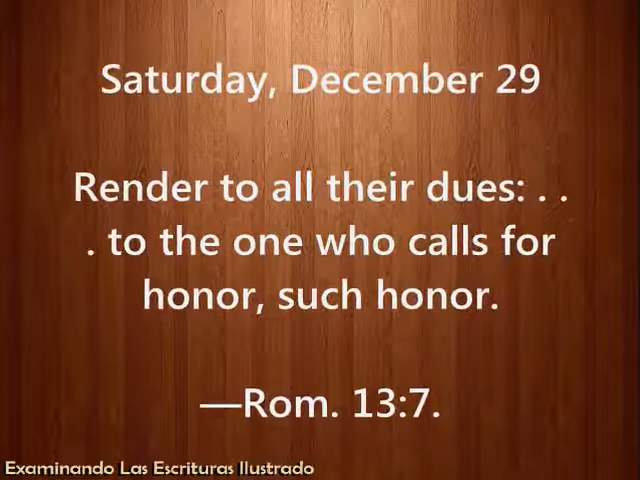 Saturday, December 29
Render to all their dues: . .
. to the one who calls for
honor, such honor.
—Rom. 13:7.
Examinando Las Escrituras Ilustrado